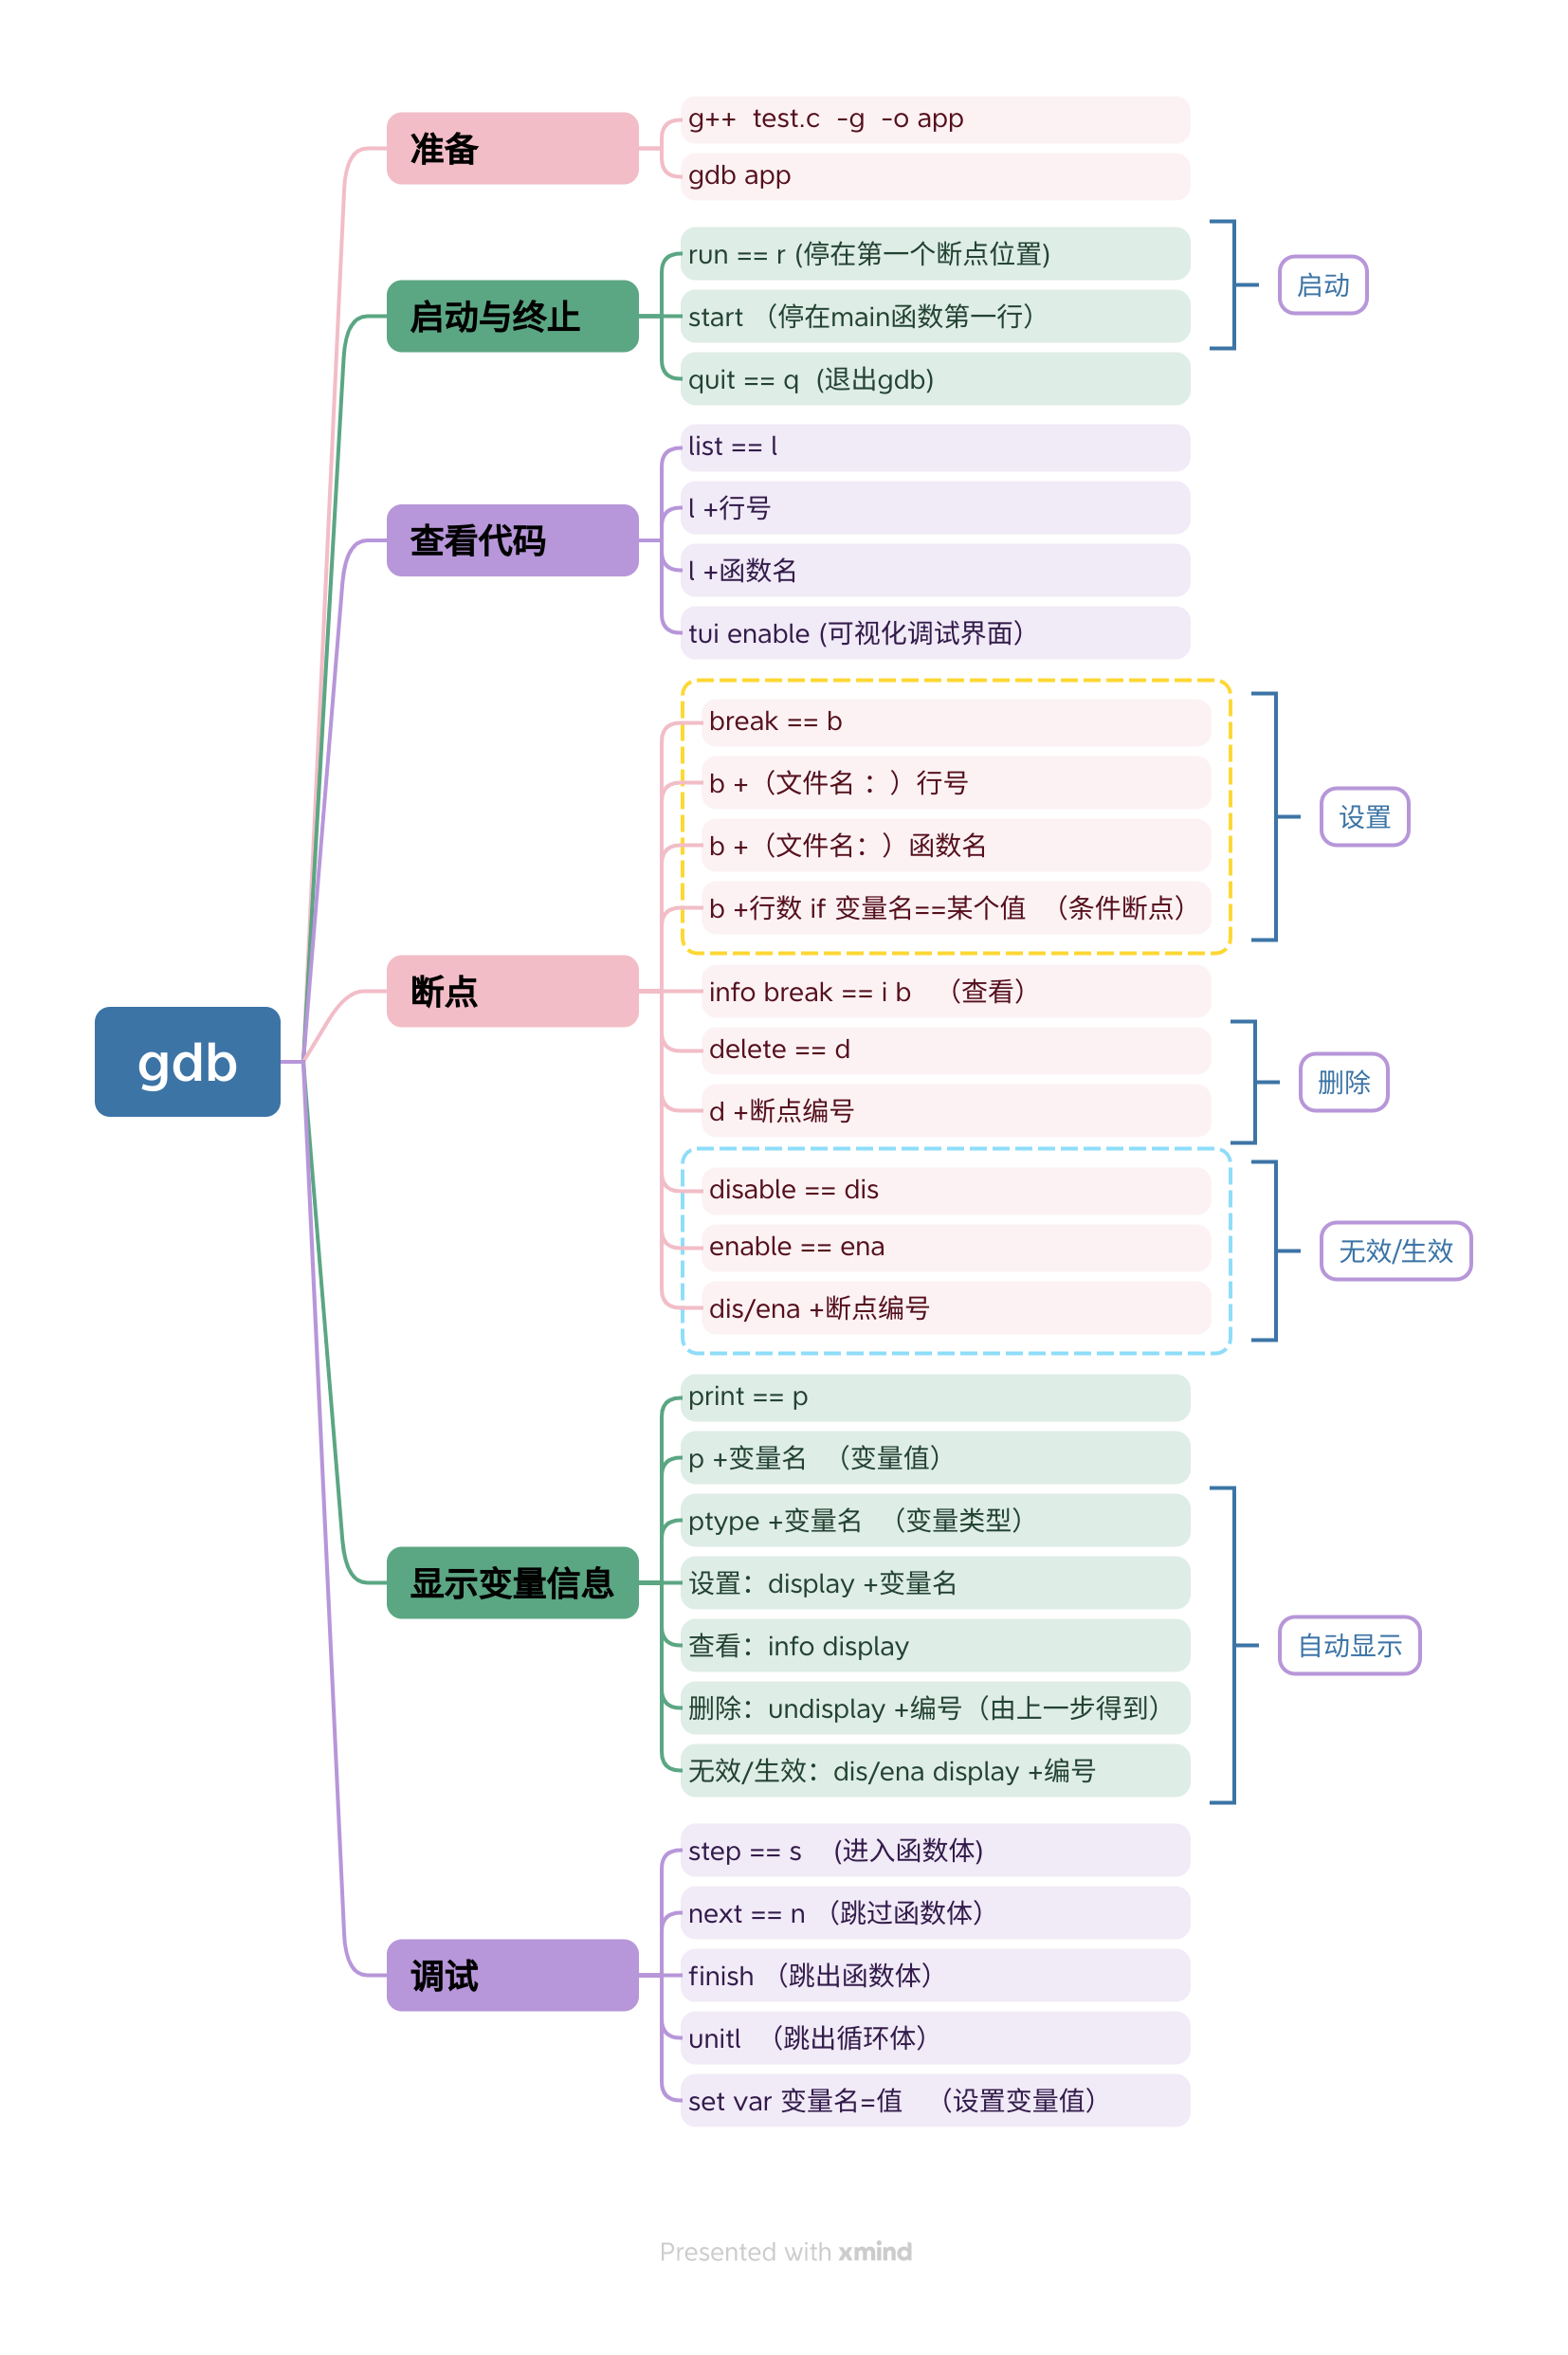 准备
g++ test.c -g -o app
gdb app
启动与终止
run == r (停在第一个断点位置)
start （停在main函数第一行）
启动
quit == q (退出gdb)
查看代码
list == l
l +行号
l +函数名
tui enable (可视化调试界面）
gdb
断点
break == b
b +（文件名 ：）行号
b +（文件名：）函数名
b +行数 if 变量名==某个值 （条件断点）
设置
info break == i b （查看）
delete == d
d +断点编号
删除
disable == dis
enable == ena
dis/ena +断点编号
无效/生效
显示变量信息
print == p
p +变量名 （变量值）
ptype +变量名 （变量类型）
设置：display +变量名
查看：info display
删除：undisplay +编号（由上一步得到）
无效/生效：dis/ena display +编号
自动显示
调试
step == s (进入函数体)
next == n （跳过函数体）
finish （跳出函数体）
unitl （跳出循环体）
set var 变量名=值 （设置变量值）
Presented with xmind